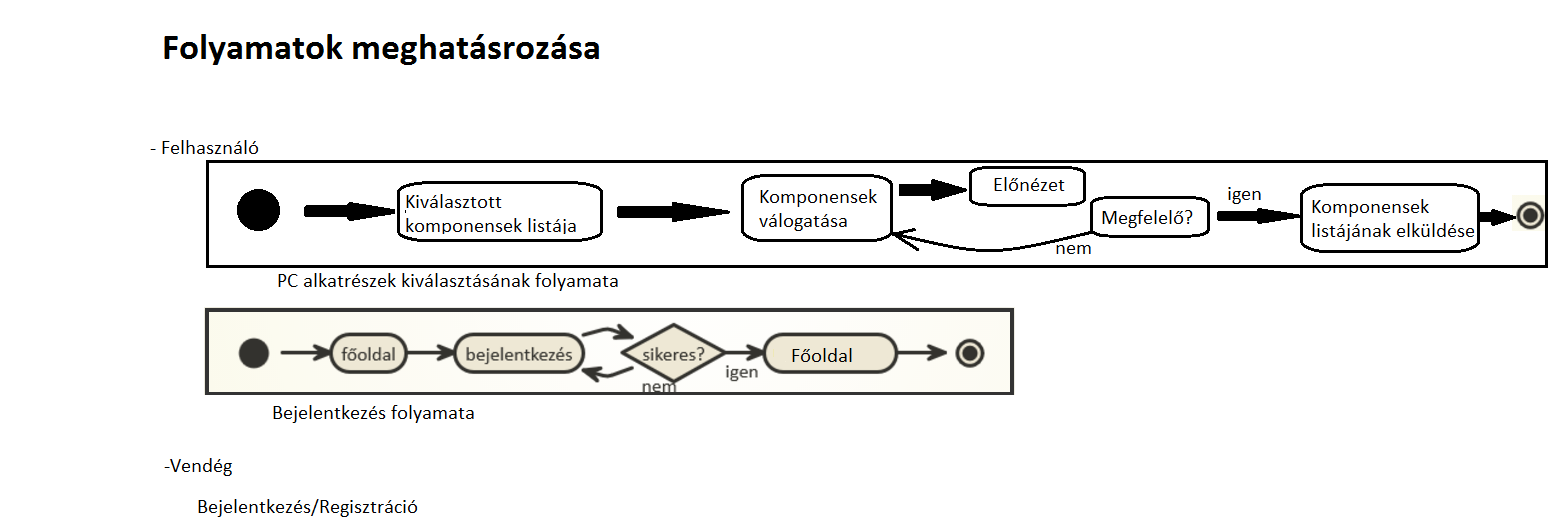 Folyamatok meghatásrozása
- Felhasználó
Kiválasztott
komponensek listája
Komponensek
válogatása
Előnézet
Megfelelő?
igen
nem
Komponensek
listájának elküldése
PC alkatrészek kiválasztásának folyamata
főoldal
bejelentkezés
sikeres?
nem
igen
Főoldal
Bejelentkezés folyamata
-Vendég
Bejelentkezés/Regisztráció